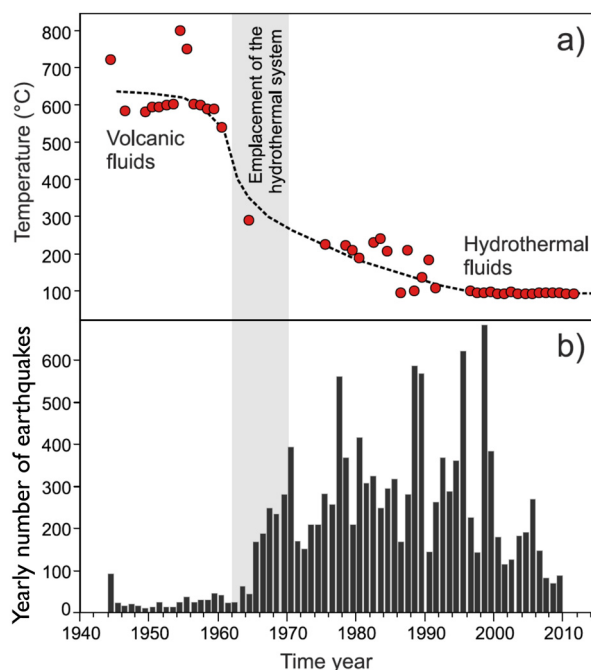 800
700
600
500
400
300
200
100
Temperature (°C)
a)
Volcanic
fluids
Emplacement of the
hydrothermal system
Hydrothermal
fluids
b)
600
500
400
300
200
100
0
Yearly number of earthquakes
1940 1950 1960 1970 1980 1990 2000 2010
Time year